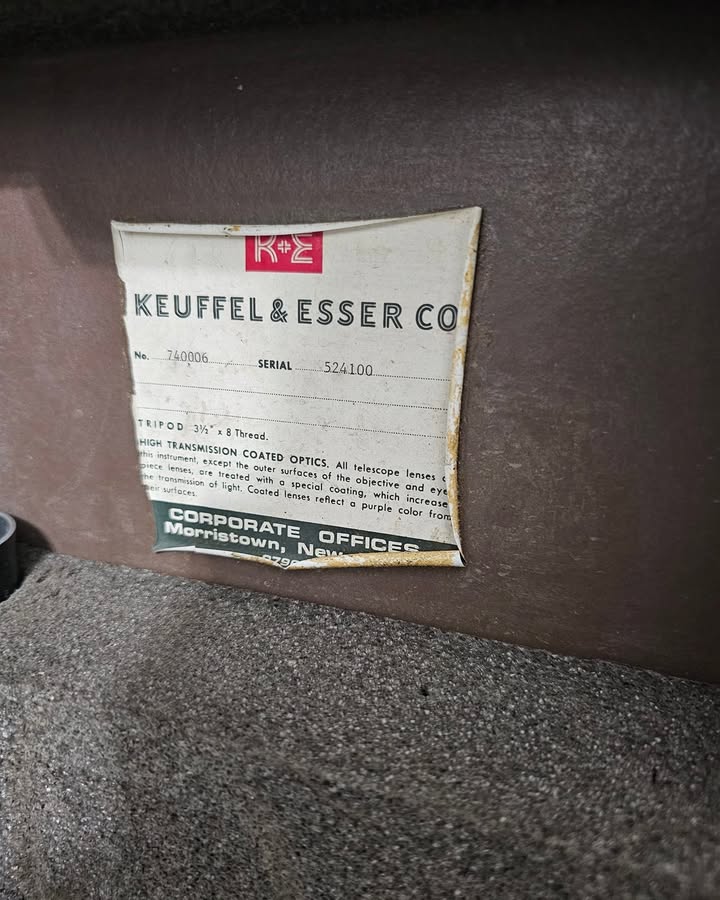 K+E
KEUFFEL & ESSER CO
No. 740006 SERIAL 524100
TRIPOD 3½" x 8 Thread.
HIGH TRANSMISSION COATED OPTICS. All telescope lenses
this instrument, except the outer surfaces of the objective and eye
piece lenses, are treated with a special coating, which increase
the transmission of light. Coated lenses reflect a purple color from
their surfaces.
CORPORATE OFFICES
Morristown, New